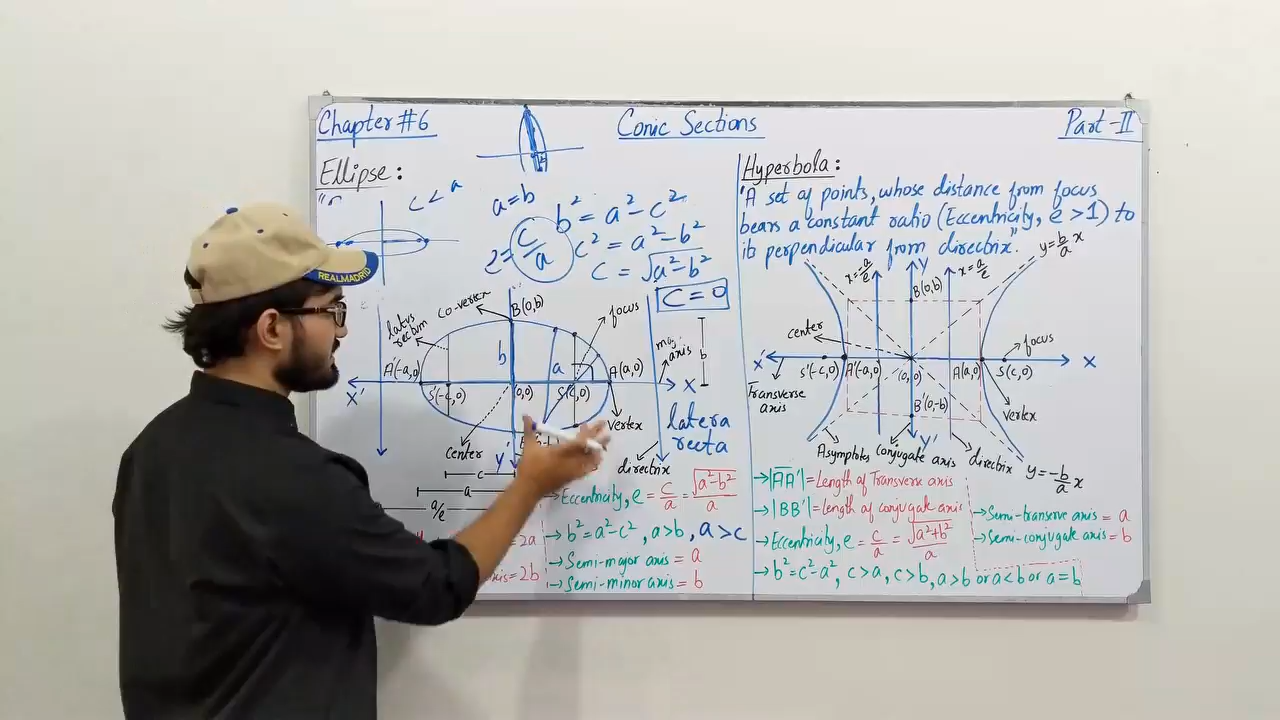 Chapter #6
Conic Sections
Part-II
Ellipse :
c < a
a = b
b² = a² - c²
c/a
c² = a² - b²
c = √a² - b²
C = 0
REALMADRID
co-vertex
B(0,b)
focus
latus rectum
b
a
major axis
b
A'(-a,0)
S'(-c,0)
(0,0)
S(c,0)
A(a,0)
X
X'
vertex
latera
recta
center
Y'
directrix
c
a
a/e
Eccentricity, e = c/a = √a²-b²/a
→ b² = a² - c², a > b, a > c
→ Semi-major axis = a
→ Semi-minor axis = b
= 2a
axis = 2b
Hyperbola :
"A set of points, whose distance from focus
bears a constant ratio (Eccentricity, e > 1) to
its perpendicular from directrix."
y = b/a x
x = -a/e
Y
x = a/e
B(0,b)
center
focus
X'
X
S'(-c,0)
A'(-a,0)
(0,0)
A(a,0)
S(c,0)
Transverse
axis
B'(0,-b)
vertex
Asymptotes
conjugate axis
Y'
directrix
y = -b/a x
→ |AA'| = Length of Transverse axis
→ |BB'| = length of conjugate axis
→ Eccentricity, e = c/a = √a²+b²/a
→ Semi-transerve axis = a
→ Semi-conjugate axis = b
→ b² = c² - a², c > a, c > b, a > b or a < b or a = b